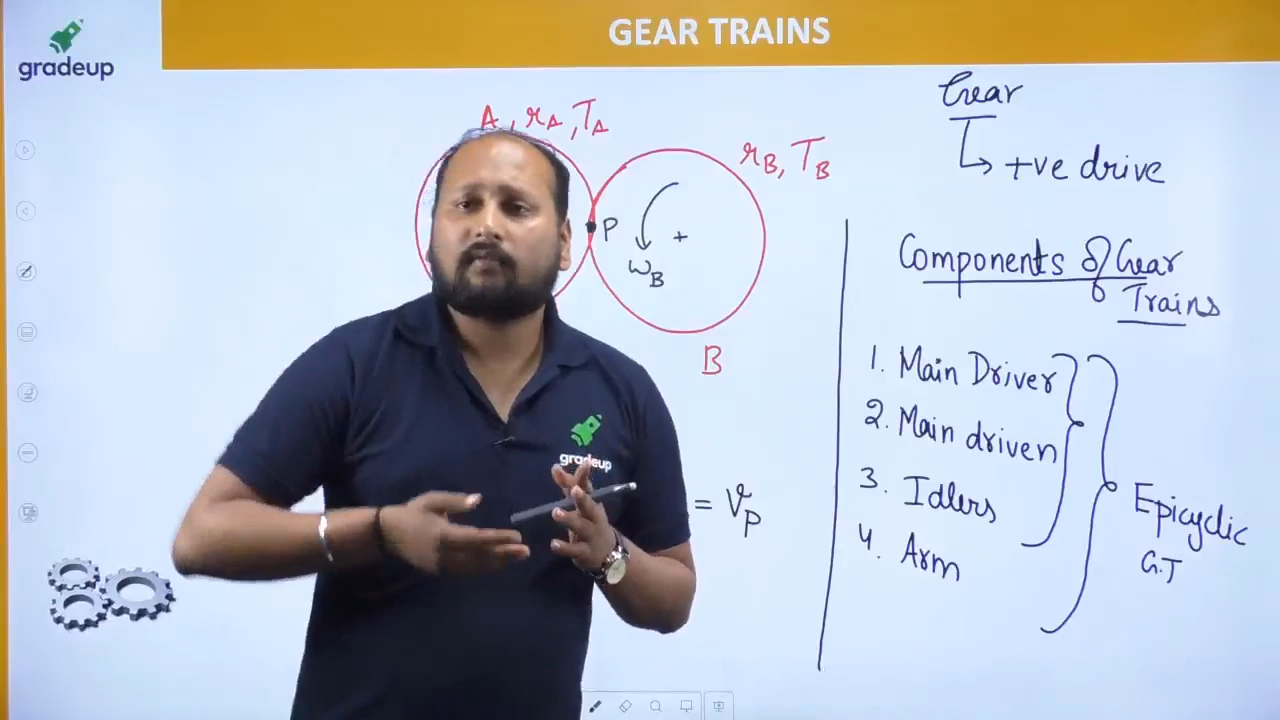 GEAR TRAINS
gradeup
A, rA, TA
rB, TB
P
+
ωB
B
= Vp
Gear
↳ +ve drive
Components of Gear
Trains
1. Main Driver
2. Main driven
3. Idlers
4. Arm
Epicyclic
G.T
gradeup